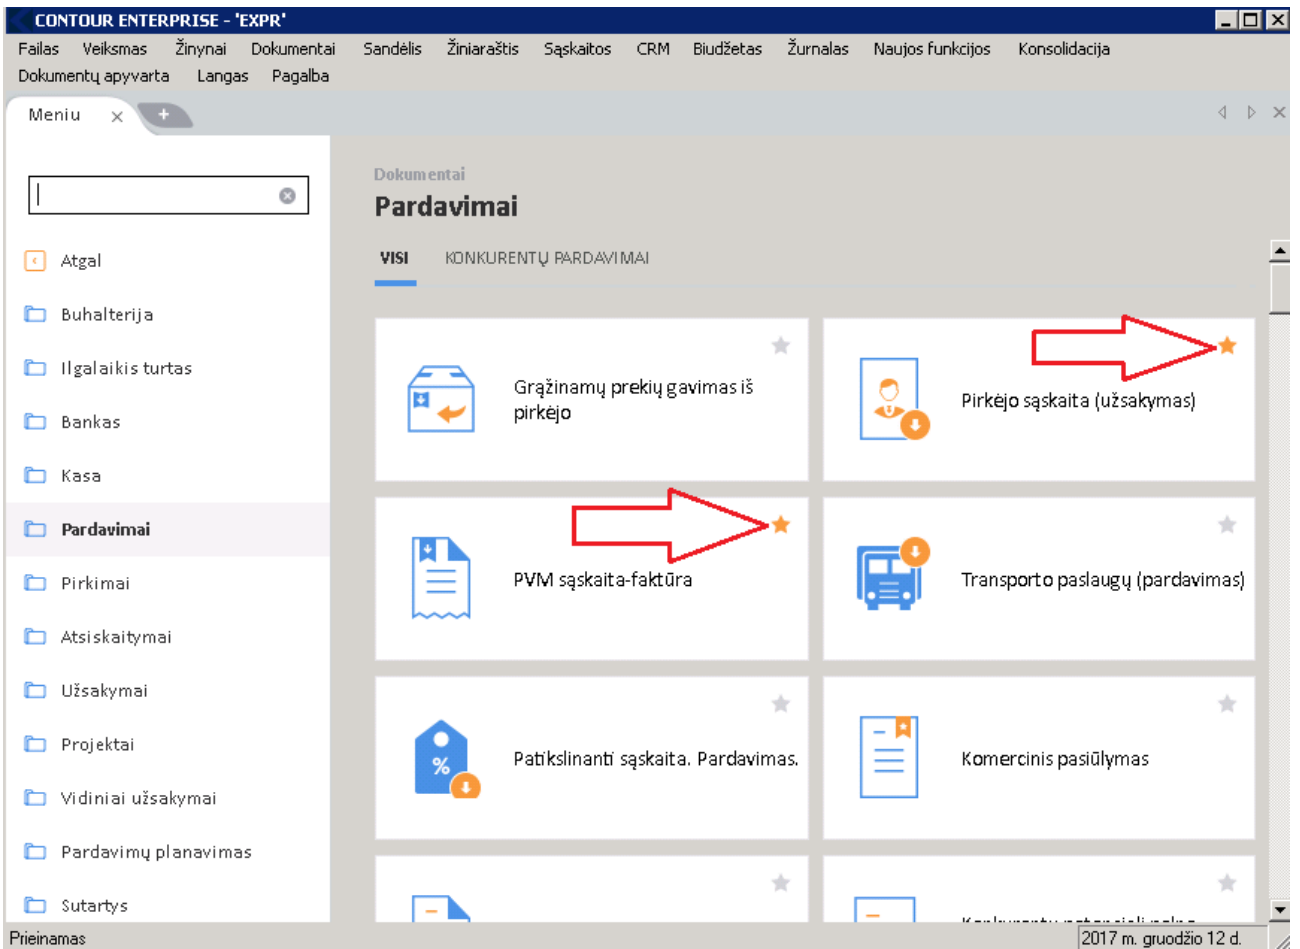 CONTOUR ENTERPRISE - 'EXPR'
Failas Veiksmas Žinynai Dokumentai Sandėlis Žiniaraštis Sąskaitos CRM Biudžetas Žurnalas Naujos funkcijos Konsolidacija
Dokumentų apyvarta Langas Pagalba
Meniu
Dokumentai
Pardavimai
VISI KONKURENTŲ PARDAVIMAI
Atgal
Buhalterija
Ilgalaikis turtas
Bankas
Kasa
Pardavimai
Pirkimai
Atsiskaitymai
Užsakymai
Projektai
Vidiniai užsakymai
Pardavimų planavimas
Sutartys
Grąžinamų prekių gavimas iš
pirkėjo
Pirkėjo sąskaita (užsakymas)
PVM sąskaita-faktūra
Transporto paslaugų (pardavimas)
%
Patikslinanti sąskaita. Pardavimas.
Komercinis pasiūlymas
Prieinamas
2017 m. gruodžio 12 d.